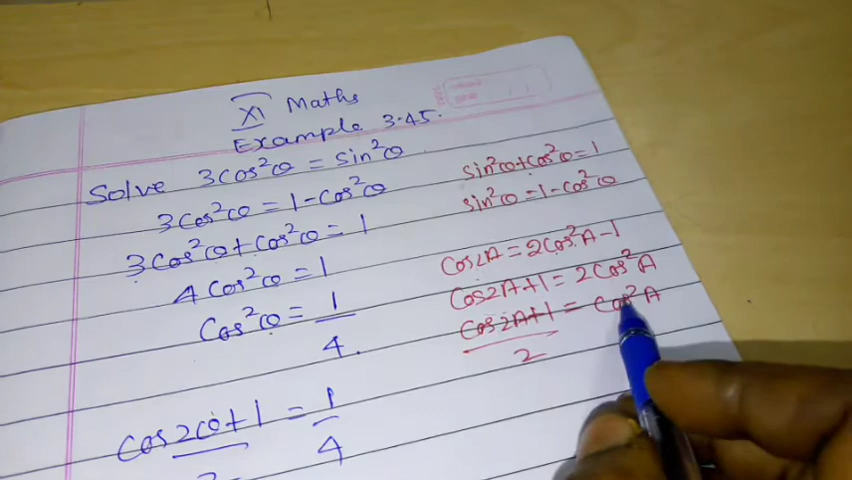 XI Maths
Example 3.45.
Solve 3cos²θ = sin²θ
3cos²θ = 1-cos²θ
3cos²θ+cos²θ = 1
4cos²θ = 1
cos²θ = 1/4.
cos2θ+1/2 = 1/4
sin²θ+cos²θ=1
sin²θ=1-cos²θ
cos2A=2cos²A-1
cos2A+1=2cos²A
cos2A+1/2 = cos²A